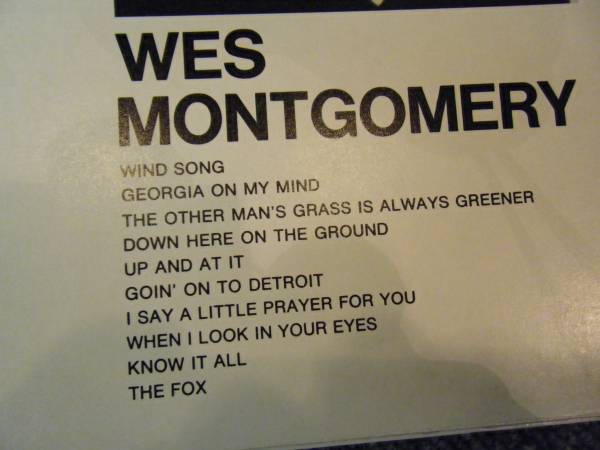 WES
MONTGOMERY
WIND SONG
GEORGIA ON MY MIND
THE OTHER MAN'S GRASS IS ALWAYS GREENER
DOWN HERE ON THE GROUND
UP AND AT IT
GOIN' ON TO DETROIT
I SAY A LITTLE PRAYER FOR YOU
WHEN I LOOK IN YOUR EYES
KNOW IT ALL
THE FOX